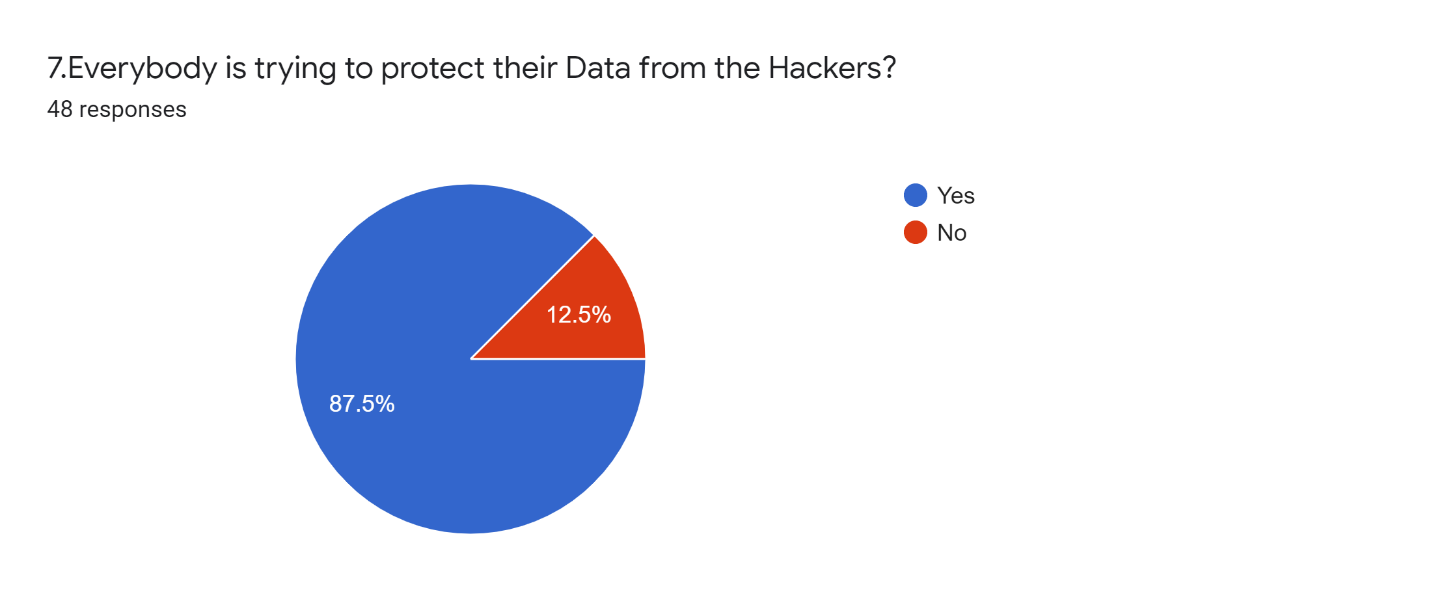 7.Everybody is trying to protect their Data from the Hackers?
48 responses
Yes
No
12.5%
87.5%